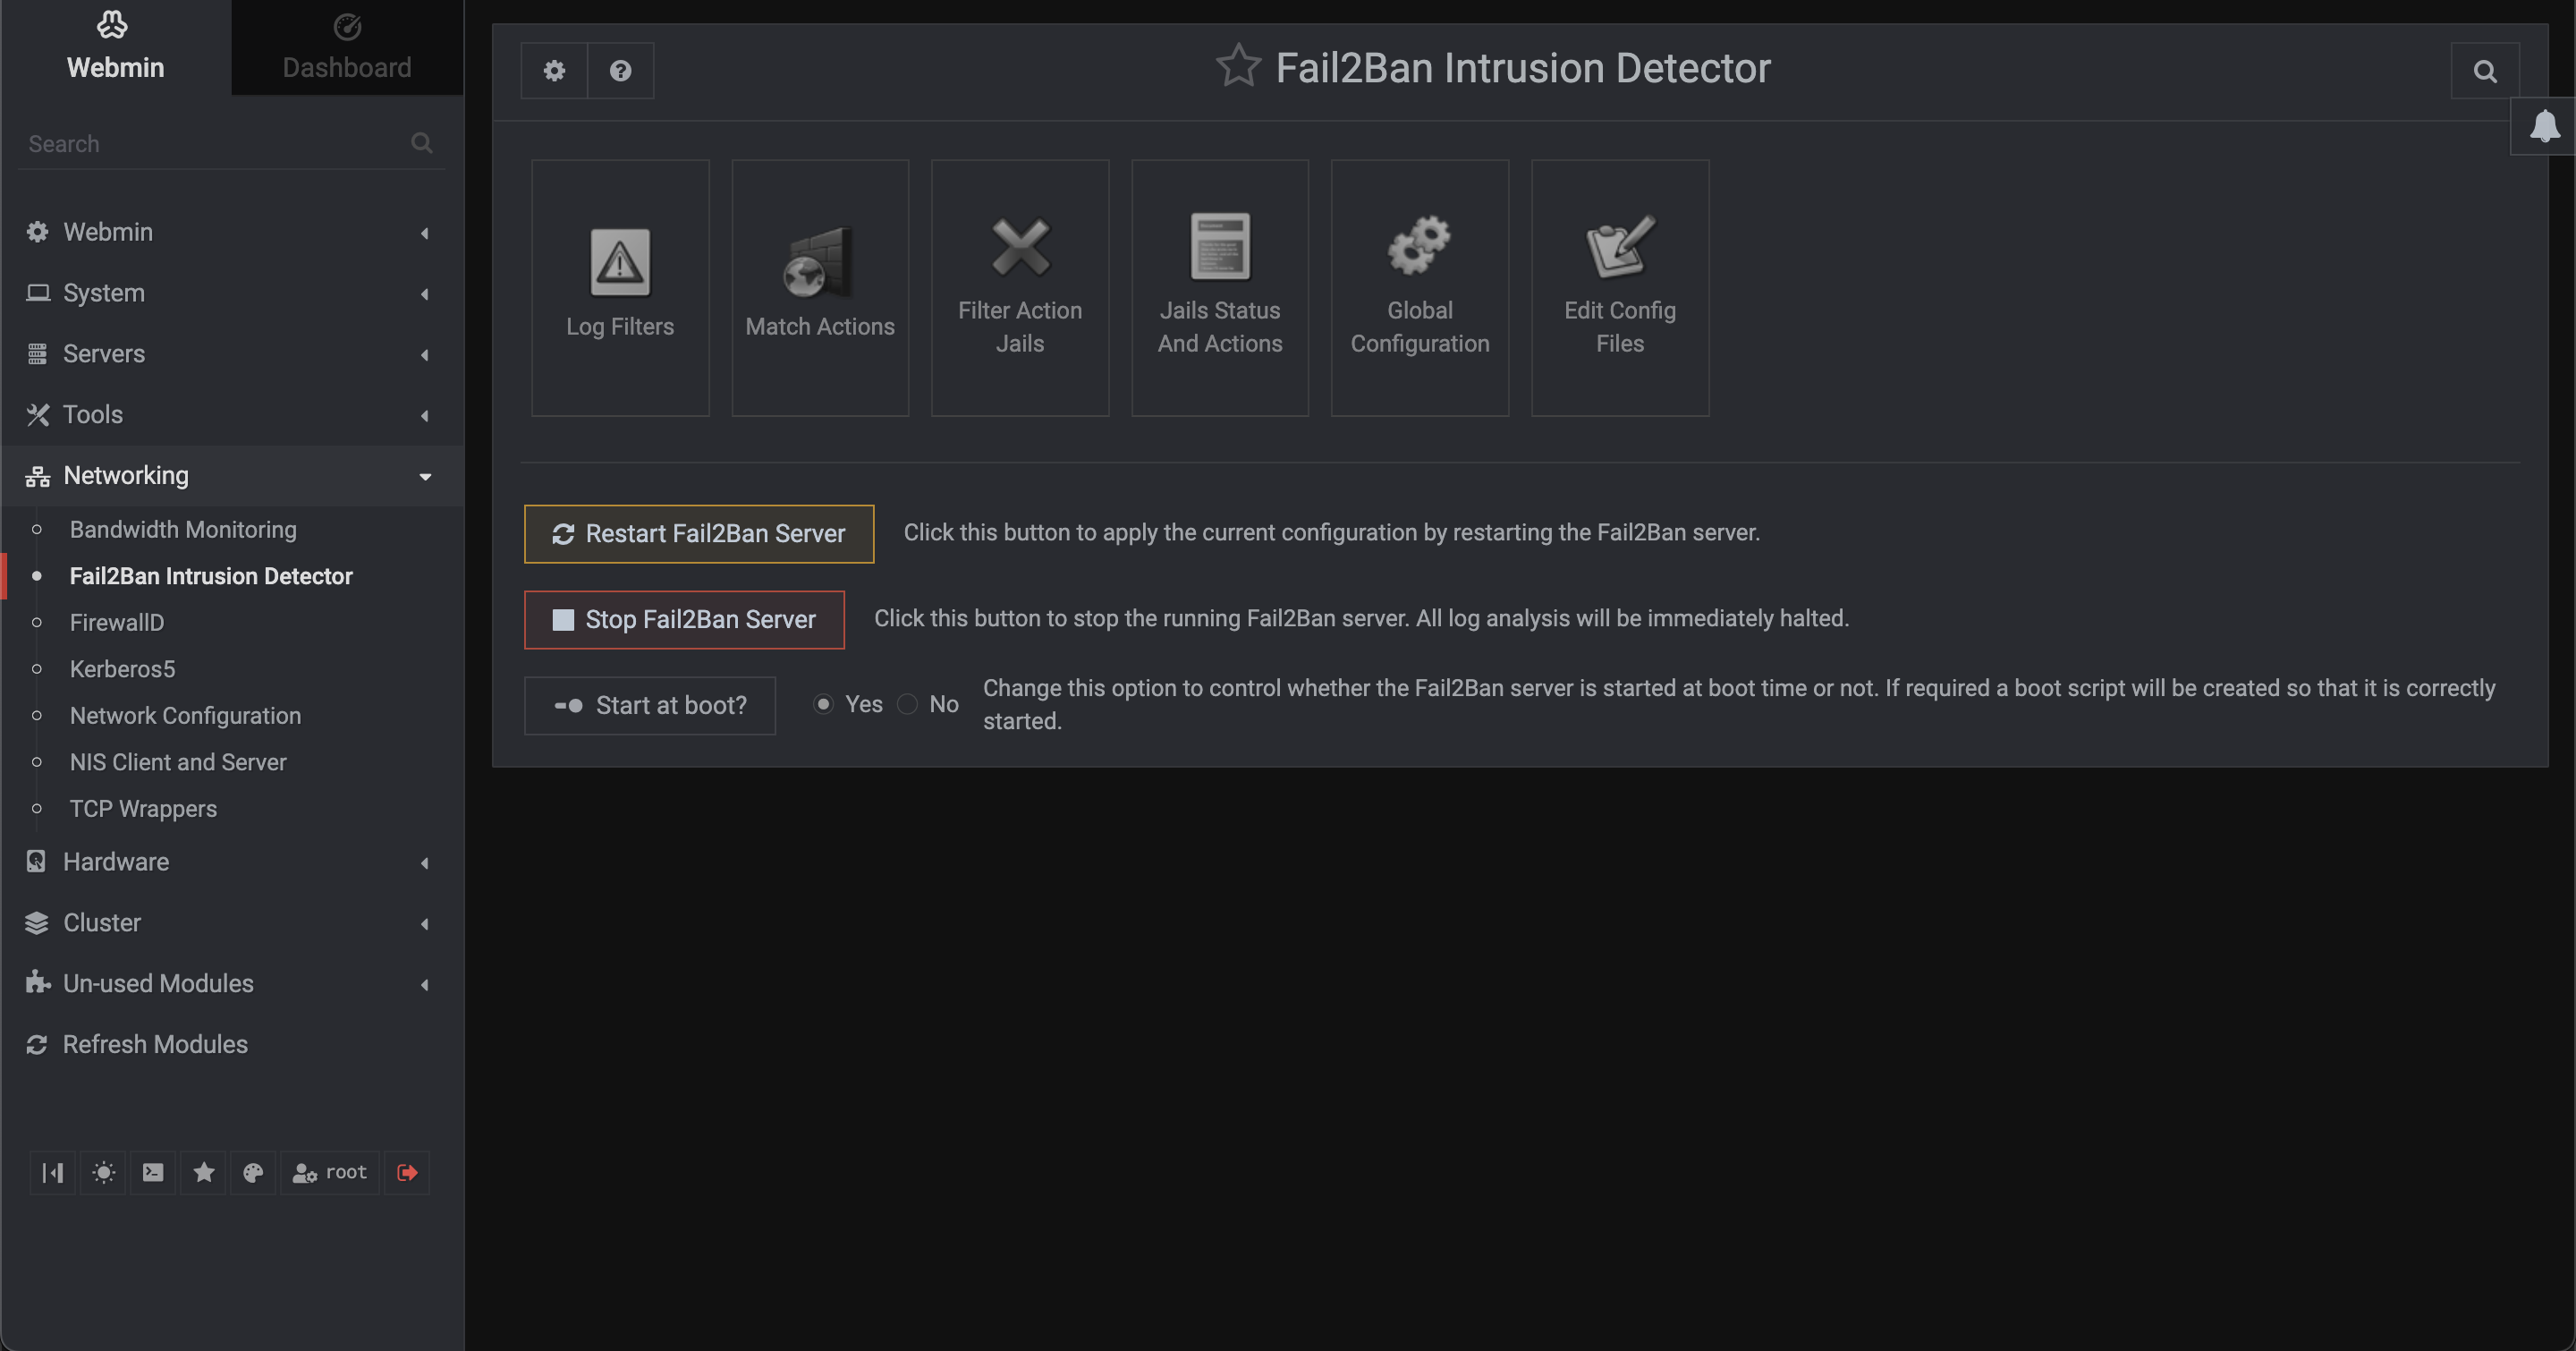 Webmin
Dashboard
Search
Webmin
System
Servers
Tools
Networking
Bandwidth Monitoring
Fail2Ban Intrusion Detector
FirewallD
Kerberos5
Network Configuration
NIS Client and Server
TCP Wrappers
Hardware
Cluster
Un-used Modules
Refresh Modules
root
Fail2Ban Intrusion Detector
Log Filters
Match Actions
Filter Action
Jails
Jails Status
And Actions
Global
Configuration
Edit Config
Files
Restart Fail2Ban Server
Click this button to apply the current configuration by restarting the Fail2Ban server.
Stop Fail2Ban Server
Click this button to stop the running Fail2Ban server. All log analysis will be immediately halted.
Start at boot?
Yes No
Change this option to control whether the Fail2Ban server is started at boot time or not. If required a boot script will be created so that it is correctly
started.